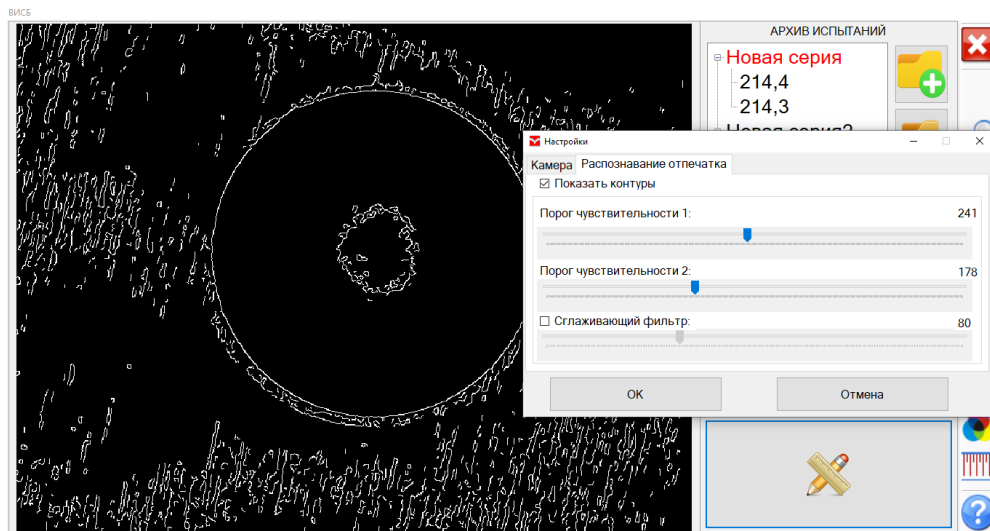 ВИСБ
АРХИВ ИСПЫТАНИЙ
Новая серия
214,4
214,3
Новая серия2
Настройки
Камера Распознавание отпечатка
Показать контуры
Порог чувствительности 1: 241
Порог чувствительности 2: 178
Сглаживающий фильтр: 80
OK Отмена